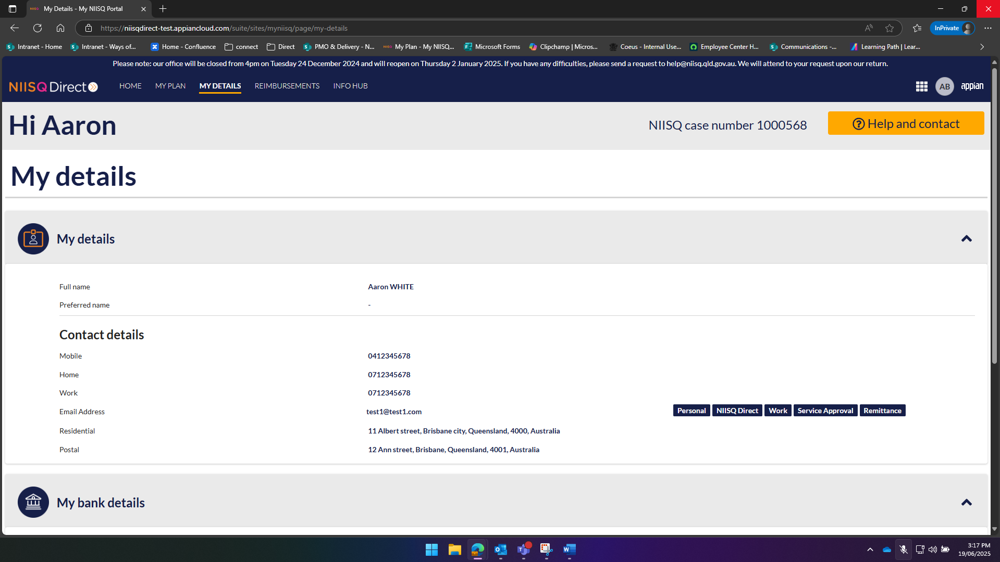 My Details - My NIISQ Portal
https://niisqdirect-test.appiancloud.com/suite/sites/myniisq/page/my-details
InPrivate
Intranet - Home
Intranet - Ways of...
Home - Confluence
connect
Direct
PMO & Delivery - N...
My Plan - My NIISQ...
Microsoft Forms
Clipchamp | Micros...
Coeus - Internal Use...
Employee Center H...
Communications -...
Learning Path | Lear...
Please note: our office will be closed from 4pm on Tuesday 24 December 2024 and will reopen on Thursday 2 January 2025. If you have any difficulties, please send a request to help@niisq.qld.gov.au. We will attend to your request upon our return.
NIISQ Direct
HOME
MY PLAN
MY DETAILS
REIMBURSEMENTS
INFO HUB
AB
appian
Hi Aaron
NIISQ case number 1000568
Help and contact
My details
My details
Full name
Aaron WHITE
Preferred name
-
Contact details
Mobile
0412345678
Home
0712345678
Work
0712345678
Email Address
test1@test1.com
Personal
NIISQ Direct
Work
Service Approval
Remittance
Residential
11 Albert street, Brisbane city, Queensland, 4000, Australia
Postal
12 Ann street, Brisbane, Queensland, 4001, Australia
My bank details
3:17 PM
19/06/2025